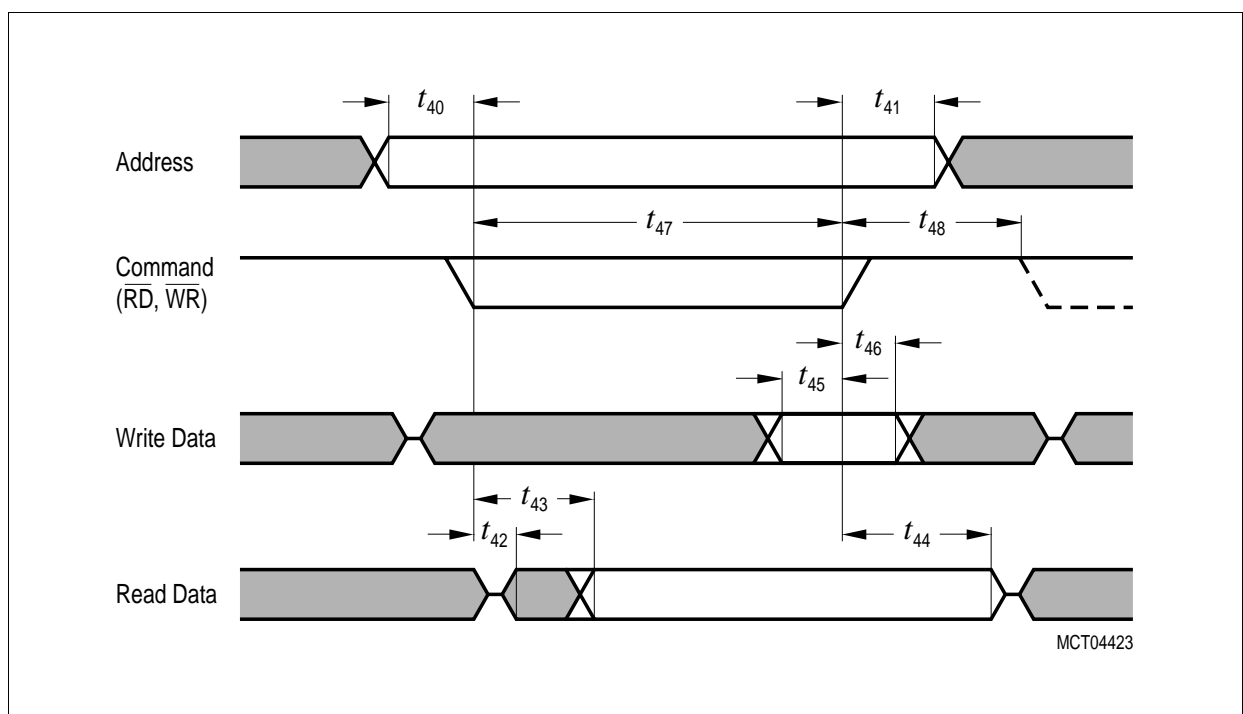 t40
t41
Address
t47
t48
Command
(RD, WR)
t46
t45
Write Data
t43
t42
t44
Read Data
MCT04423